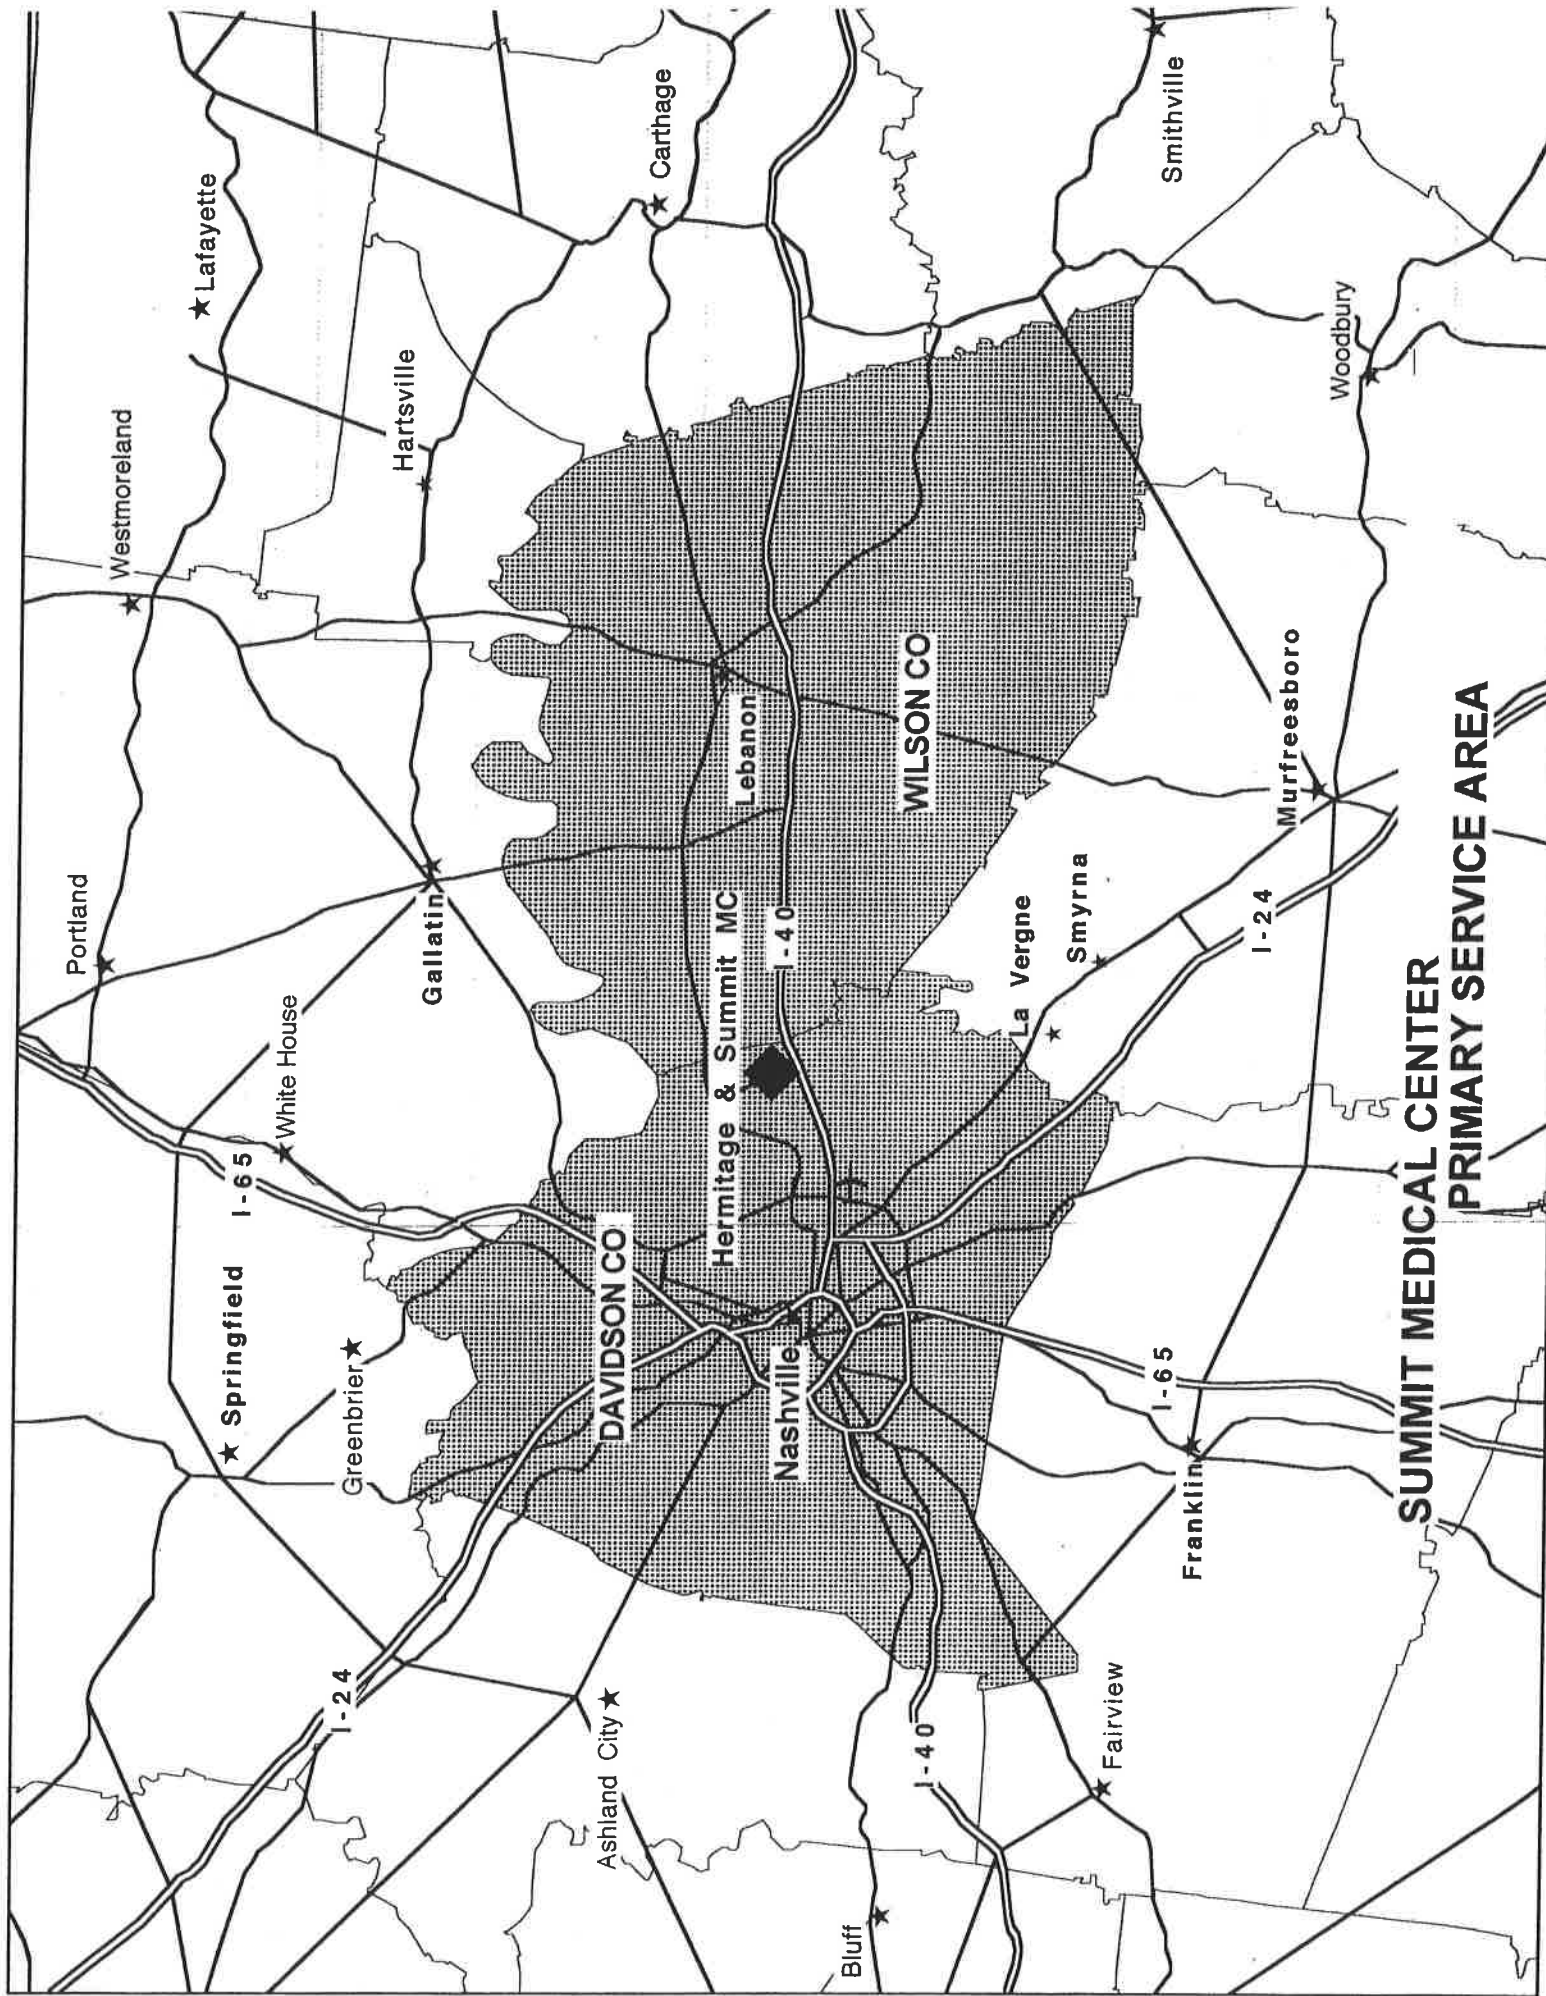 Portland
Westmoreland
White House
I-65
Lafayette
Springfield
Greenbrier
Gallatin
Hartsville
I-24
Ashland City
DAVIDSON CO
Carthage
Hermitage & Summit MC
Lebanon
Nashville
I-40
WILSON CO
Bluff
I-40
La Vergne
Smyrna
Fairview
I-65
Franklin
I-24
Murfreesboro
Woodbury
Smithville
SUMMIT MEDICAL CENTER
PRIMARY SERVICE AREA